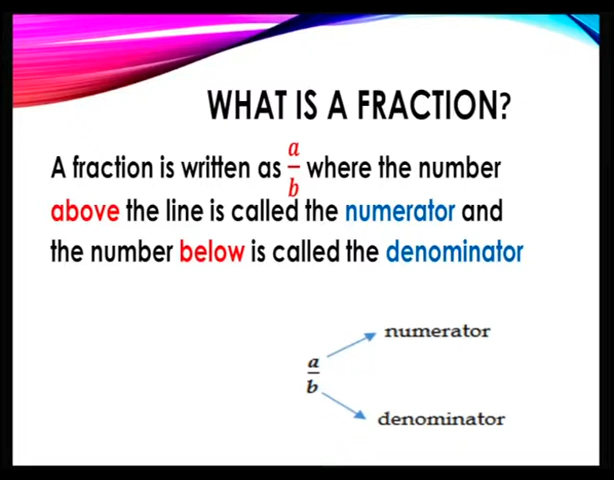 WHAT IS A FRACTION?
A fraction is written as a/b where the number
above the line is called the numerator and
the number below is called the denominator
numerator
a/b
denominator